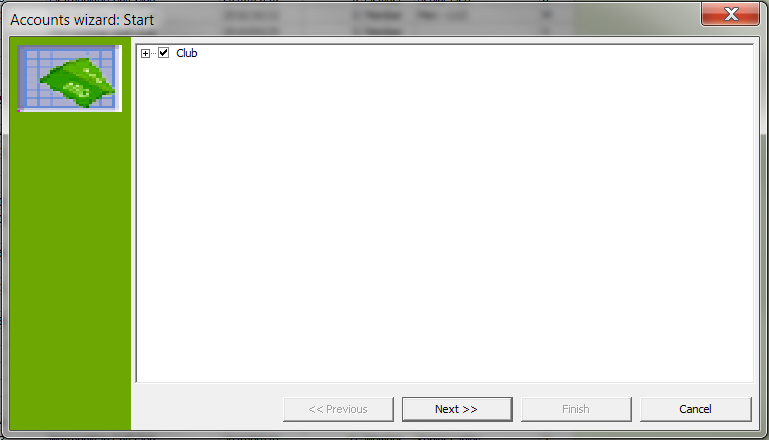 Accounts wizard: Start
Club
<< Previous
Next >>
Finish
Cancel